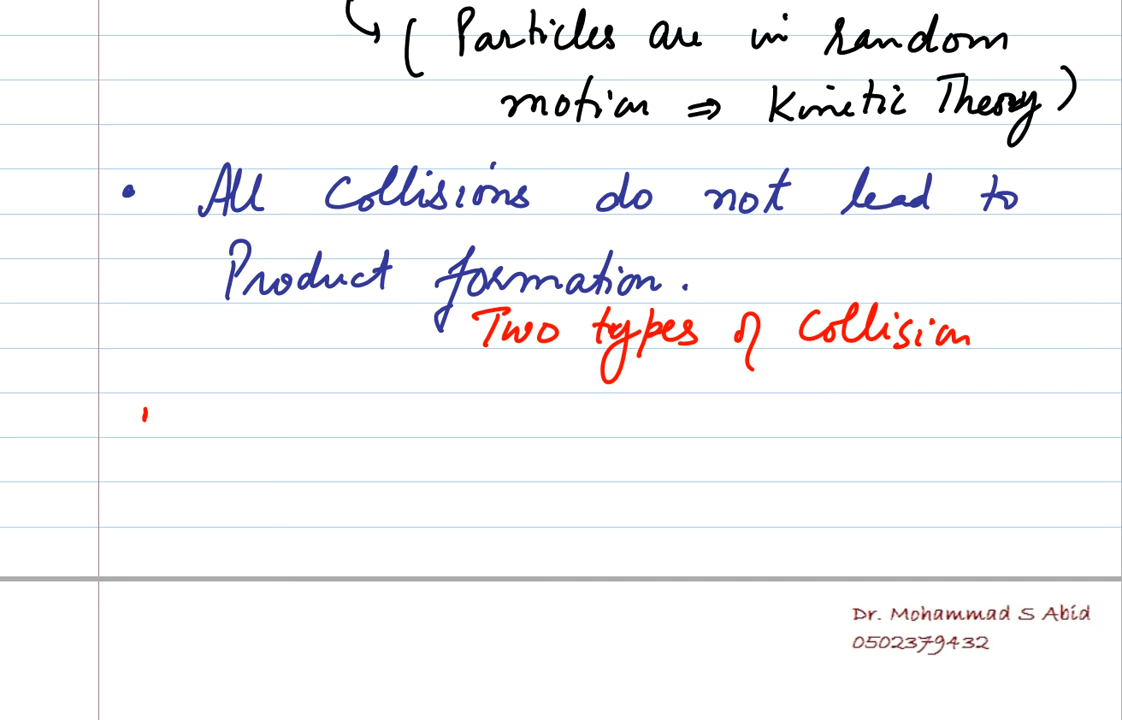 ( Particles are in random
motion ⇒ Kinetic Theory )
• All Collisions do not lead to
Product formation.
Two types of Collision
Dr. Mohammad S Abid
0502379432